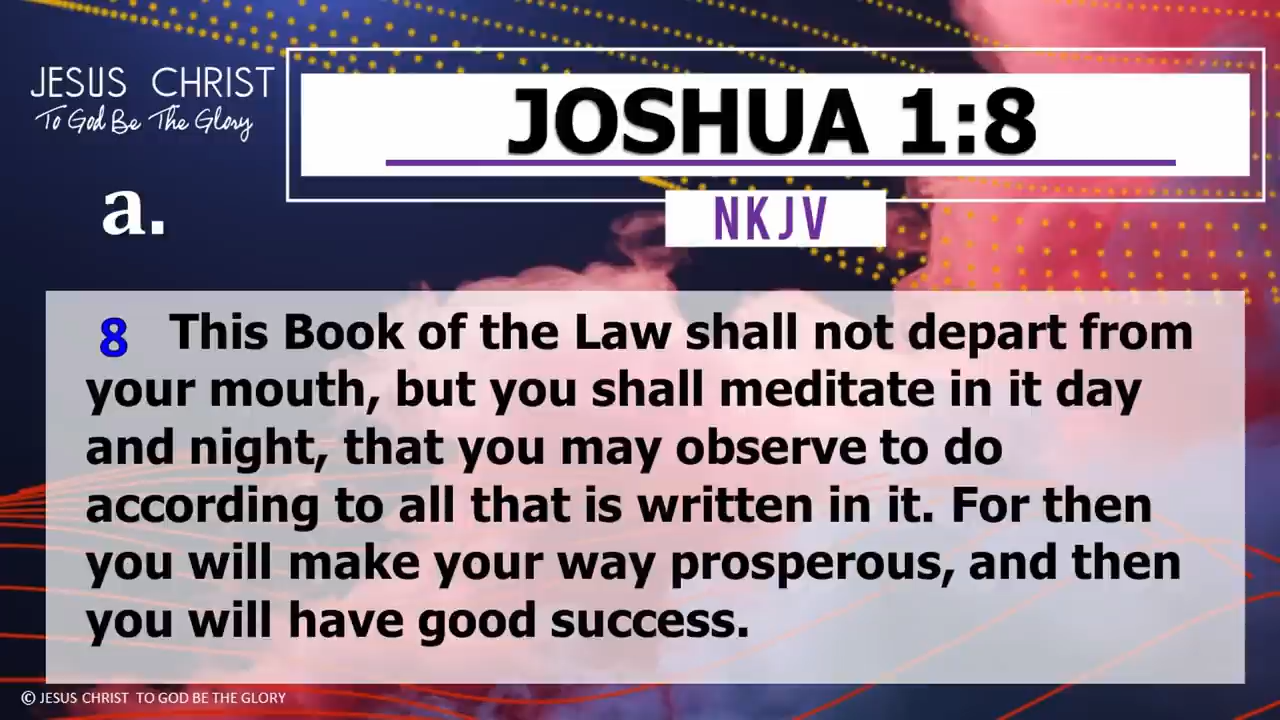 JESUS CHRIST
To God Be The Glory
JOSHUA 1:8
NKJV
a.
8 This Book of the Law shall not depart from
your mouth, but you shall meditate in it day
and night, that you may observe to do
according to all that is written in it. For then
you will make your way prosperous, and then
you will have good success.
© JESUS CHRIST TO GOD BE THE GLORY